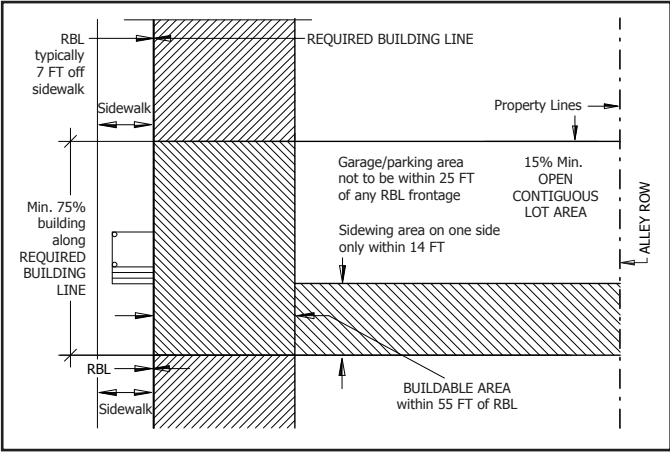 RBL
typically
7 FT off
sidewalk
REQUIRED BUILDING LINE
Sidewalk
Property Lines
Garage/parking area
not to be within 25 FT
of any RBL frontage
15% Min.
OPEN
CONTIGUOUS
LOT AREA
Min. 75%
building
along
REQUIRED
BUILDING
LINE
Sidewing area on one side
only within 14 FT
ALLEY ROW
RBL
Sidewalk
BUILDABLE AREA
within 55 FT of RBL